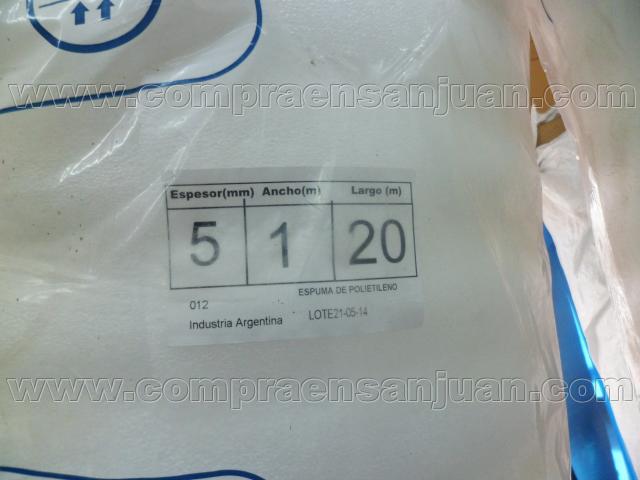 www.compraensanjuan.com
Espesor(mm) Ancho(m) Largo (m)
5 1 20
ESPUMA DE POLIETILENO
012
Industria Argentina LOTE21-05-14
www.compraensanjuan.com